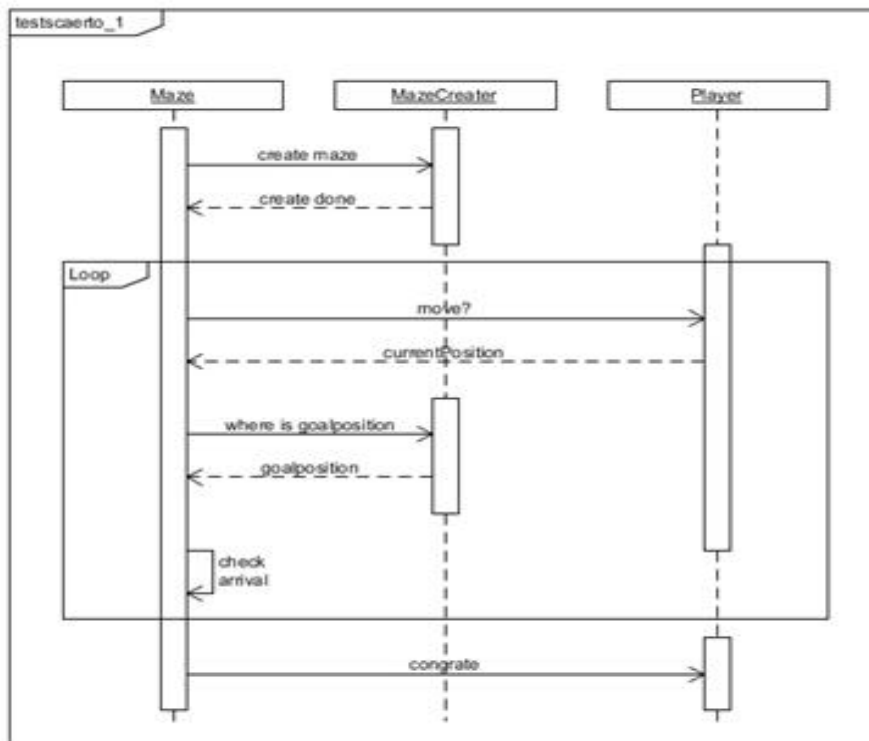 testscaerto_1
Maze
MazeCreater
Player
create maze
create done
Loop
move?
currentPosition
where is goalposition
goalposition
check
arrival
congrate